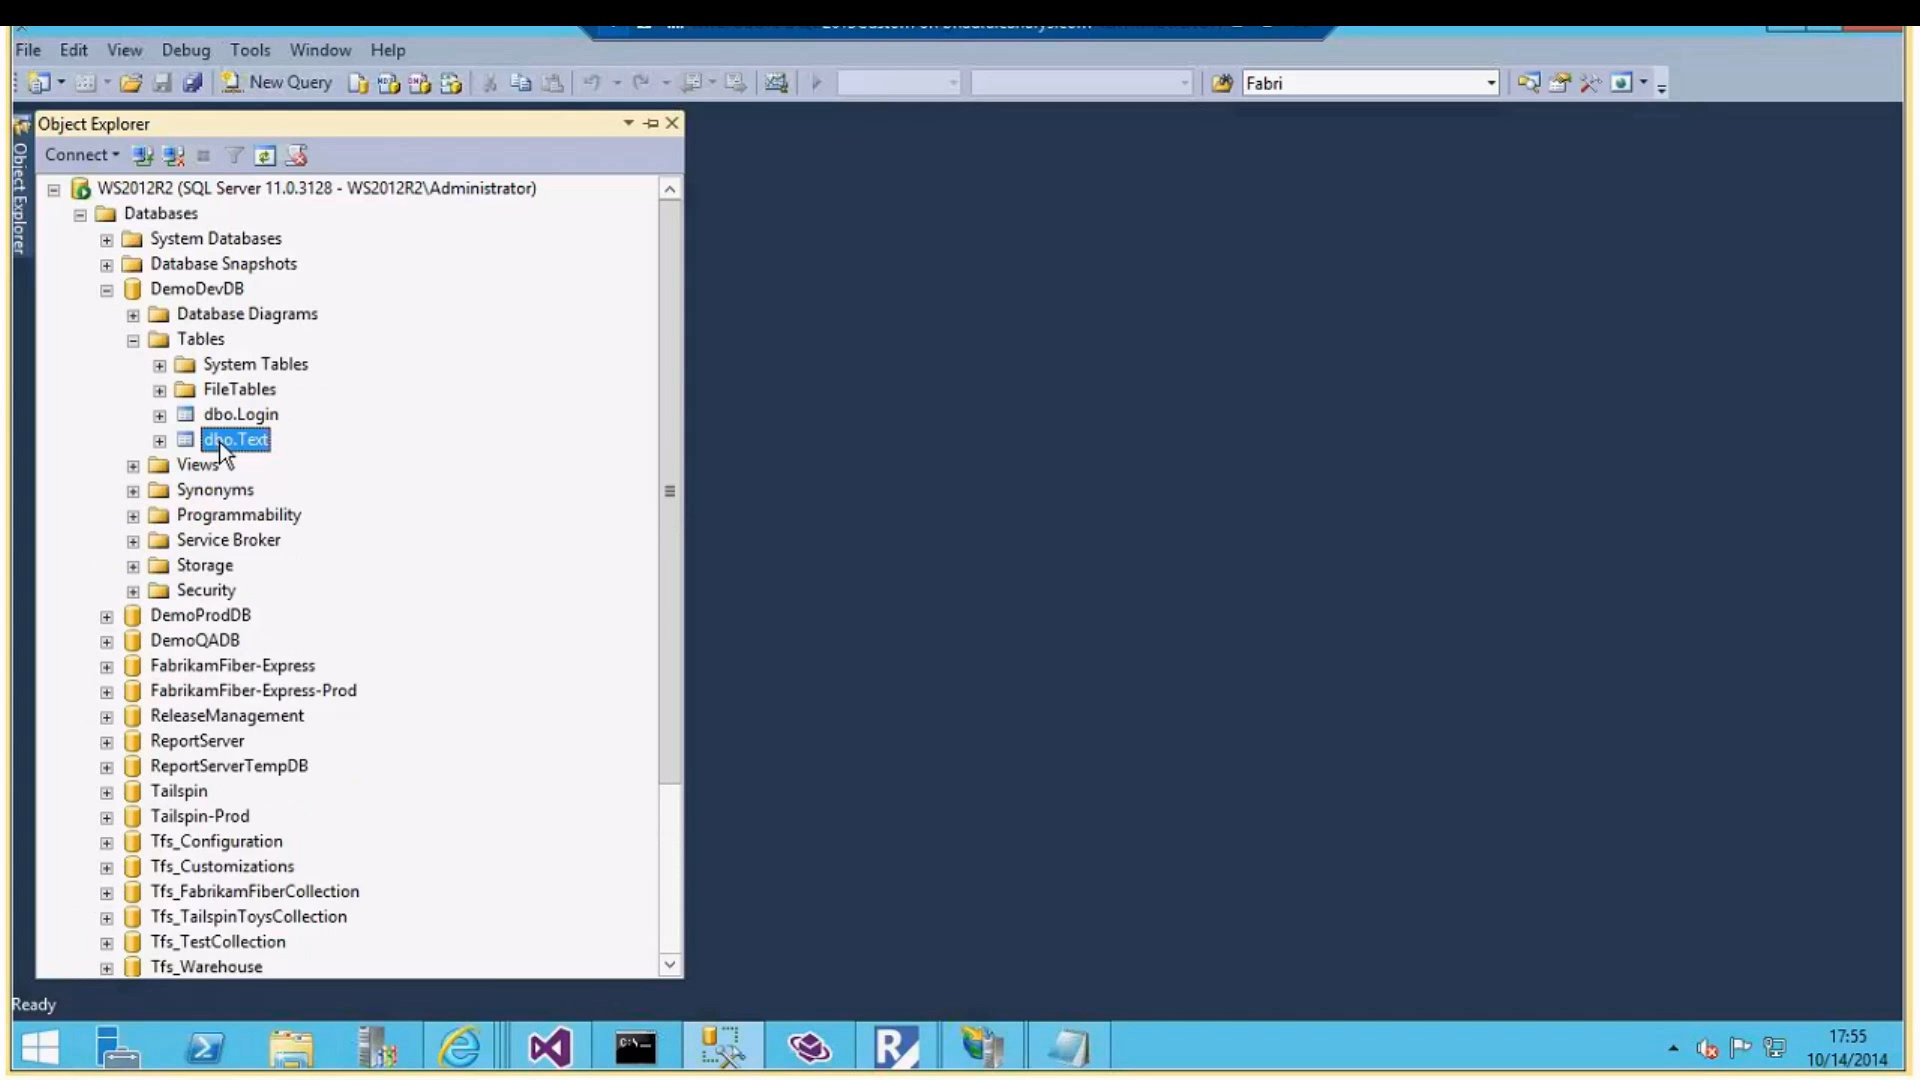 File Edit View Debug Tools Window Help
New Query
Fabri
Object Explorer
Object Explorer
Connect
WS2012R2 (SQL Server 11.0.3128 - WS2012R2\Administrator)
Databases
System Databases
Database Snapshots
DemoDevDB
Database Diagrams
Tables
System Tables
FileTables
dbo.Login
dbo.Text
Views
Synonyms
Programmability
Service Broker
Storage
Security
DemoProdDB
DemoQADB
FabrikamFiber-Express
FabrikamFiber-Express-Prod
ReleaseManagement
ReportServer
ReportServerTempDB
Tailspin
Tailspin-Prod
Tfs_Configuration
Tfs_Customizations
Tfs_FabrikamFiberCollection
Tfs_TailspinToysCollection
Tfs_TestCollection
Tfs_Warehouse
Ready
17:55
10/14/2014